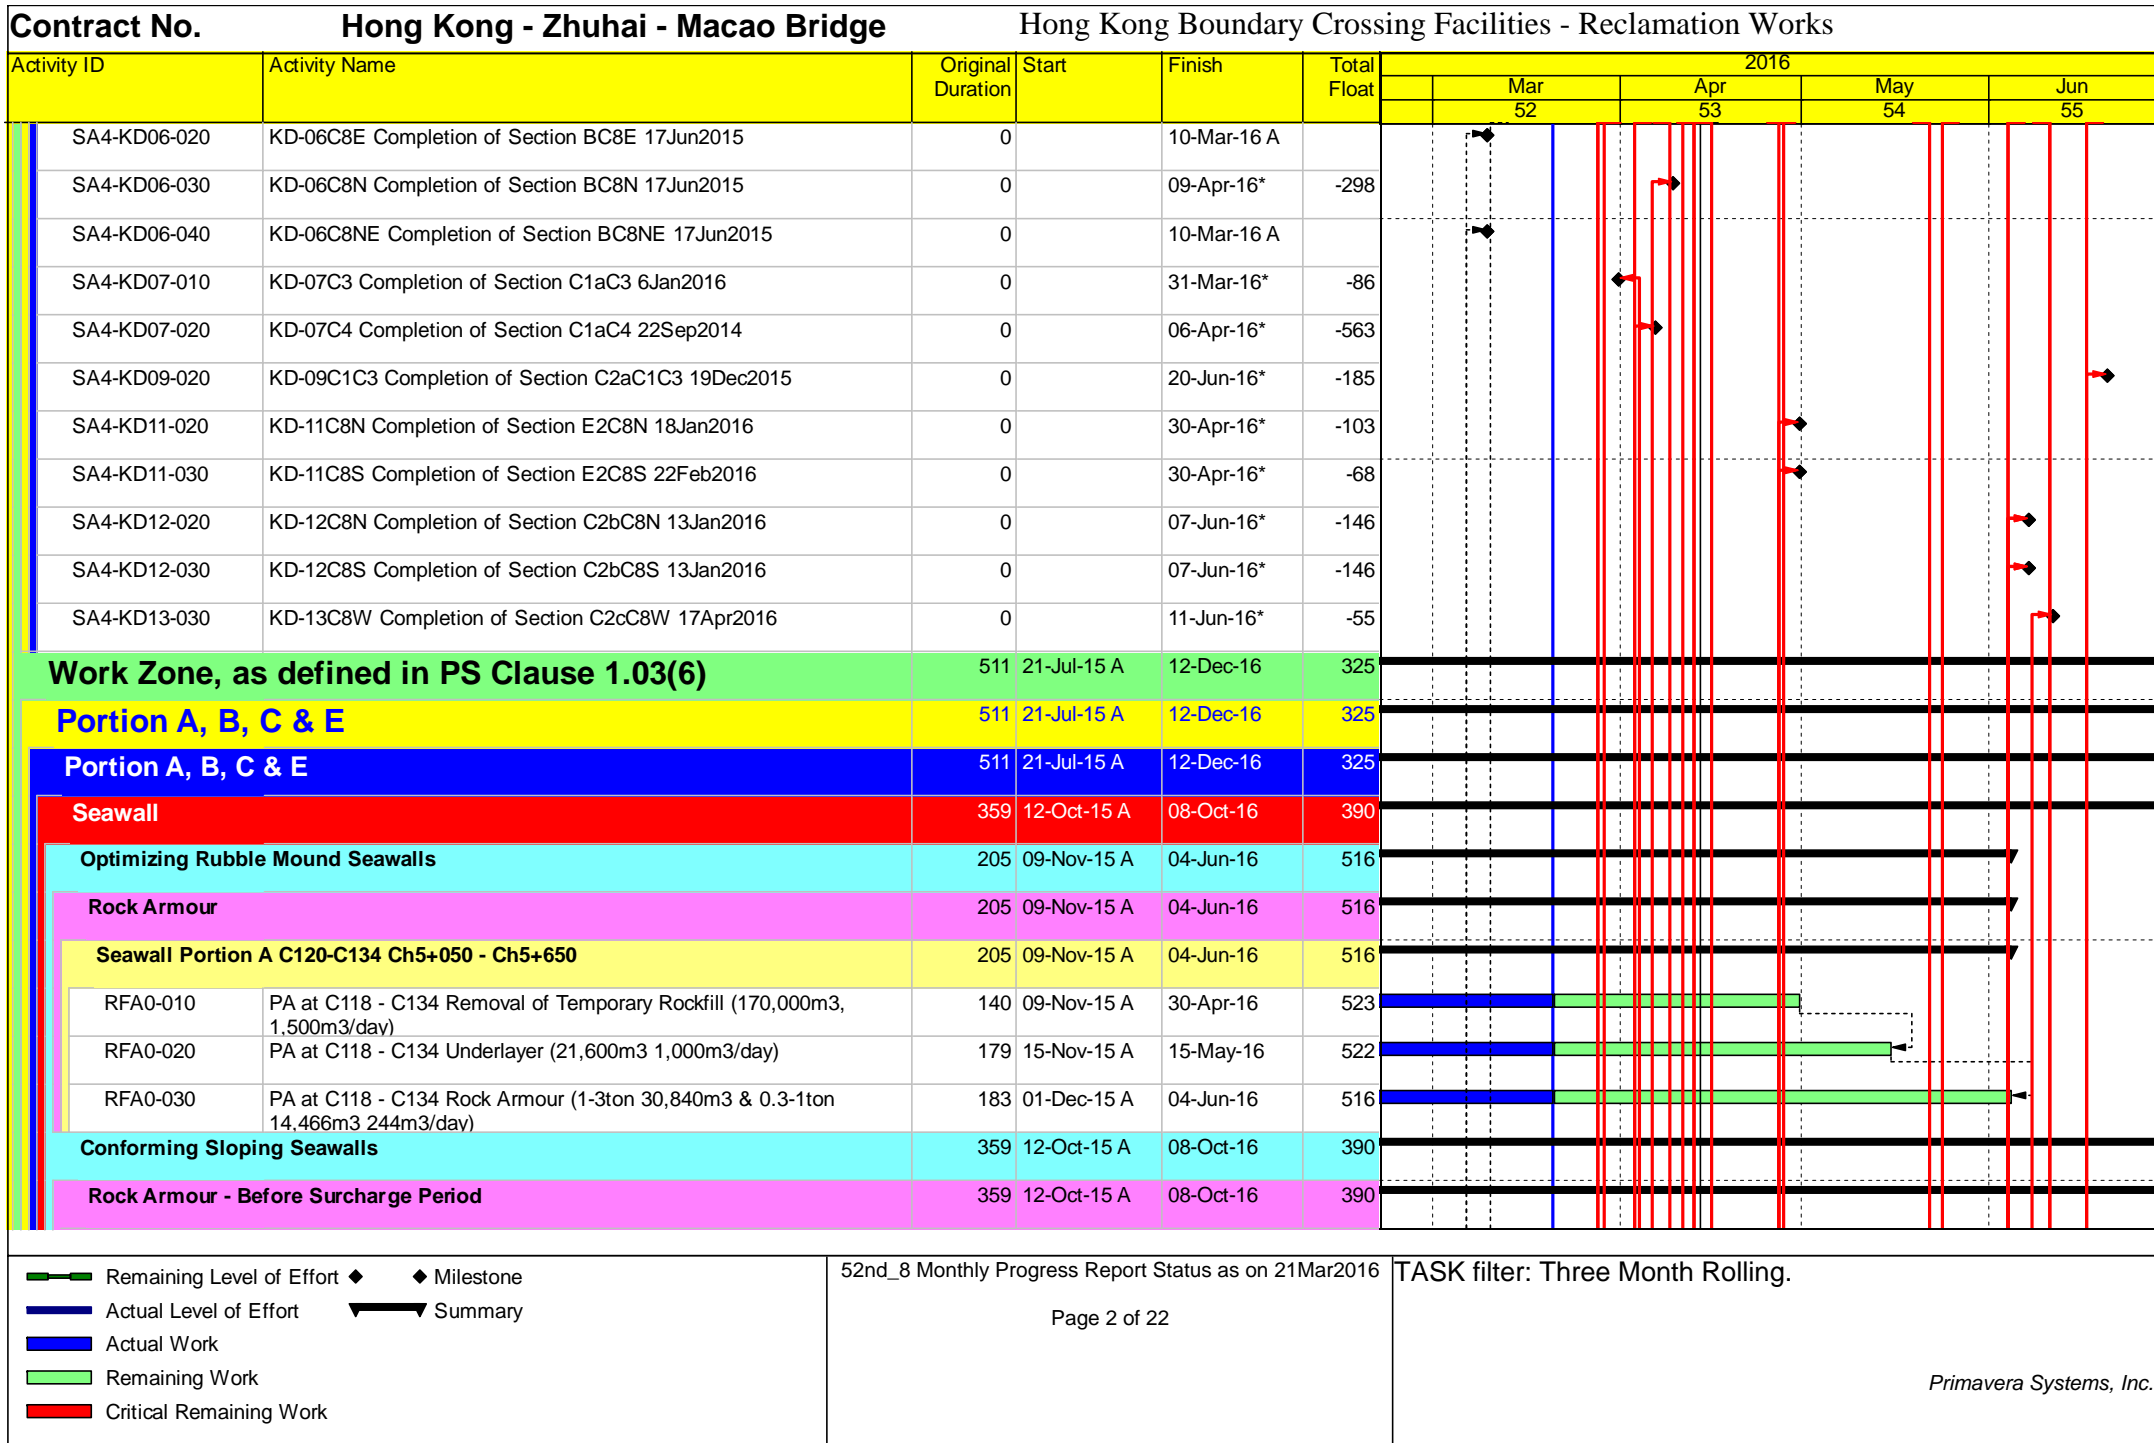 Contract No. Hong Kong - Zhuhai - Macao Bridge Hong Kong Boundary Crossing Facilities - Reclamation Works
Activity ID Activity Name Original Start Finish Total 2016
Duration Float Mar Apr May Jun
52 53 54 55
SA4-KD06-020 KD-06C8E Completion of Section BC8E 17Jun2015 0 10-Mar-16 A
SA4-KD06-030 KD-06C8N Completion of Section BC8N 17Jun2015 0 09-Apr-16* -298
SA4-KD06-040 KD-06C8NE Completion of Section BC8NE 17Jun2015 0 10-Mar-16 A
SA4-KD07-010 KD-07C3 Completion of Section C1aC3 6Jan2016 0 31-Mar-16* -86
SA4-KD07-020 KD-07C4 Completion of Section C1aC4 22Sep2014 0 06-Apr-16* -563
SA4-KD09-020 KD-09C1C3 Completion of Section C2aC1C3 19Dec2015 0 20-Jun-16* -185
SA4-KD11-020 KD-11C8N Completion of Section E2C8N 18Jan2016 0 30-Apr-16* -103
SA4-KD11-030 KD-11C8S Completion of Section E2C8S 22Feb2016 0 30-Apr-16* -68
SA4-KD12-020 KD-12C8N Completion of Section C2bC8N 13Jan2016 0 07-Jun-16* -146
SA4-KD12-030 KD-12C8S Completion of Section C2bC8S 13Jan2016 0 07-Jun-16* -146
SA4-KD13-030 KD-13C8W Completion of Section C2cC8W 17Apr2016 0 11-Jun-16* -55
Work Zone, as defined in PS Clause 1.03(6) 511 21-Jul-15 A 12-Dec-16 325
Portion A, B, C & E 511 21-Jul-15 A 12-Dec-16 325
Portion A, B, C & E 511 21-Jul-15 A 12-Dec-16 325
Seawall 359 12-Oct-15 A 08-Oct-16 390
Optimizing Rubble Mound Seawalls 205 09-Nov-15 A 04-Jun-16 516
Rock Armour 205 09-Nov-15 A 04-Jun-16 516
Seawall Portion A C120-C134 Ch5+050 - Ch5+650 205 09-Nov-15 A 04-Jun-16 516
RFA0-010 PA at C118 - C134 Removal of Temporary Rockfill (170,000m3, 140 09-Nov-15 A 30-Apr-16 523
1,500m3/day)
RFA0-020 PA at C118 - C134 Underlayer (21,600m3 1,000m3/day) 179 15-Nov-15 A 15-May-16 522
RFA0-030 PA at C118 - C134 Rock Armour (1-3ton 30,840m3 & 0.3-1ton 183 01-Dec-15 A 04-Jun-16 516
14,466m3 244m3/day)
Conforming Sloping Seawalls 359 12-Oct-15 A 08-Oct-16 390
Rock Armour - Before Surcharge Period 359 12-Oct-15 A 08-Oct-16 390
Remaining Level of Effort Milestone 52nd_8 Monthly Progress Report Status as on 21Mar2016 TASK filter: Three Month Rolling.
Actual Level of Effort Summary Page 2 of 22
Actual Work
Remaining Work
Primavera Systems, Inc.
Critical Remaining Work